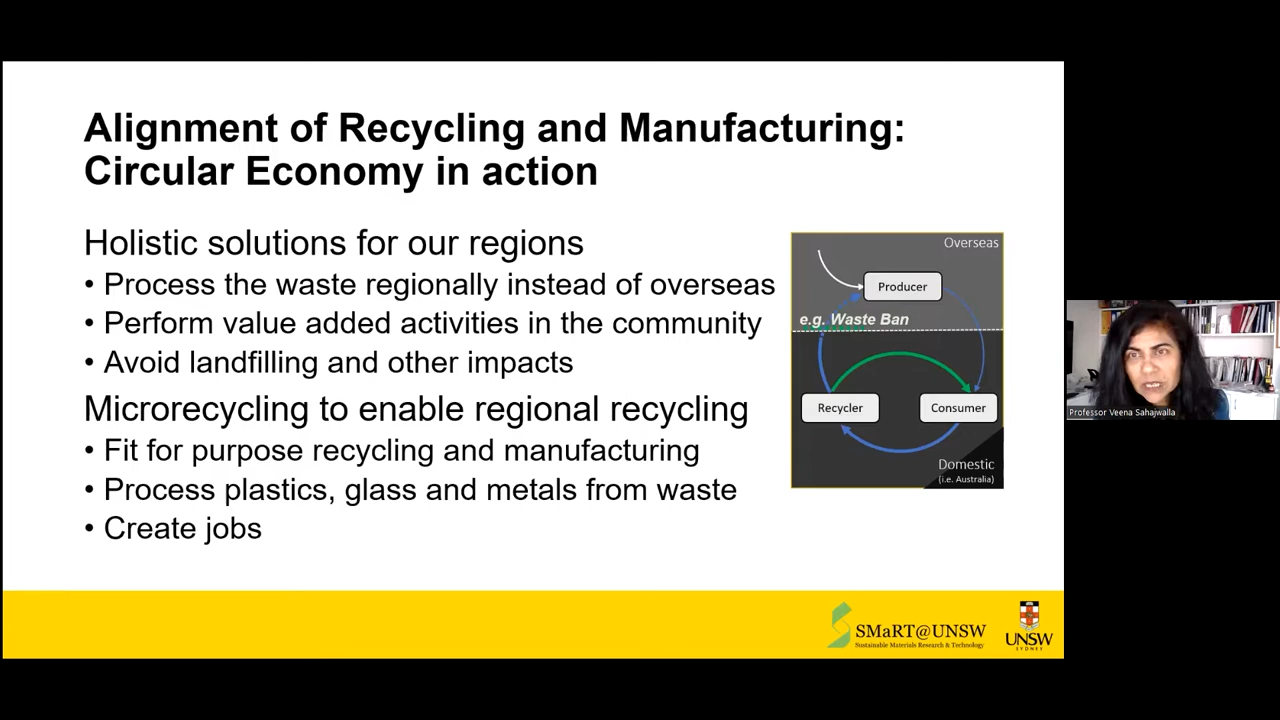 Alignment of Recycling and Manufacturing:
Circular Economy in action
Holistic solutions for our regions
• Process the waste regionally instead of overseas
• Perform value added activities in the community
• Avoid landfilling and other impacts
Microrecycling to enable regional recycling
• Fit for purpose recycling and manufacturing
• Process plastics, glass and metals from waste
• Create jobs
Overseas
Producer
e.g. Waste Ban
Recycler
Consumer
Domestic
(i.e. Australia)
Professor Veena Sahajwalla
SMaRT@UNSW
Sustainable Materials Research & Technology
UNSW
SYDNEY